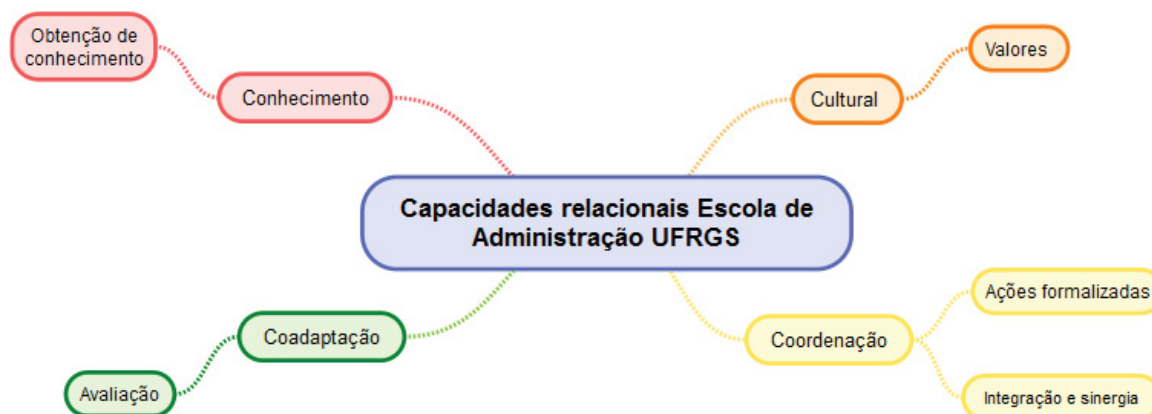 Obtenção de
conhecimento
Conhecimento
Valores
Cultural
Capacidades relacionais Escola de
Administração UFRGS
Coadaptação
Avaliação
Coordenação
Ações formalizadas
Integração e sinergia